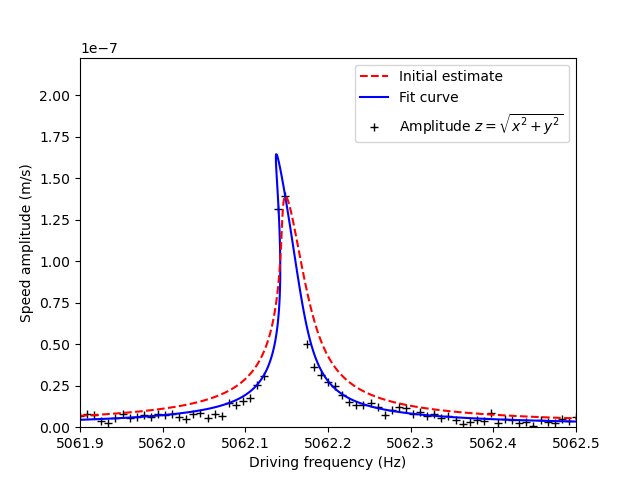 1e−7
2.00
1.75
1.50
1.25
1.00
0.75
0.50
0.25
0.00
Speed amplitude (m/s)
Initial estimate
Fit curve
Amplitude z = √x² + y²
5061.9 5062.0 5062.1 5062.2 5062.3 5062.4 5062.5
Driving frequency (Hz)